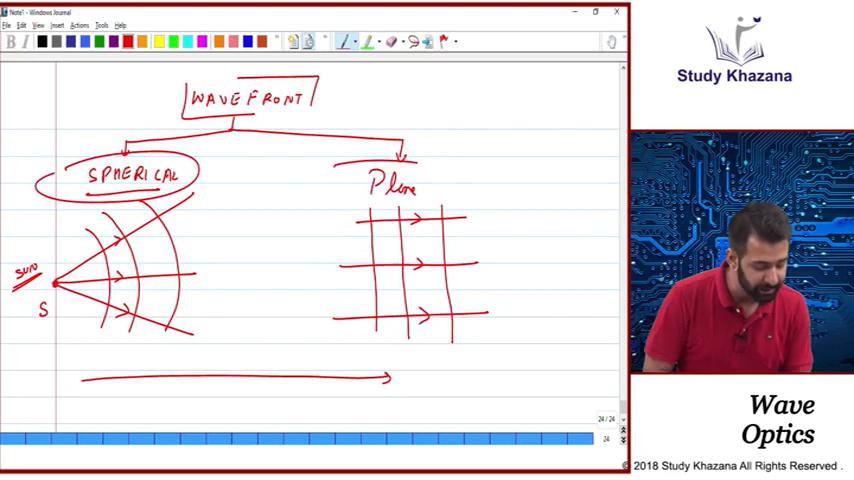 Note1 - Windows Journal
File Edit View Insert Actions Tools Help
B I
Study Khazana
WAVEFRONT
SPHERICAL
Plane
SUN
S
24 / 24
24
Wave
Optics
© 2018 Study Khazana All Rights Reserved .